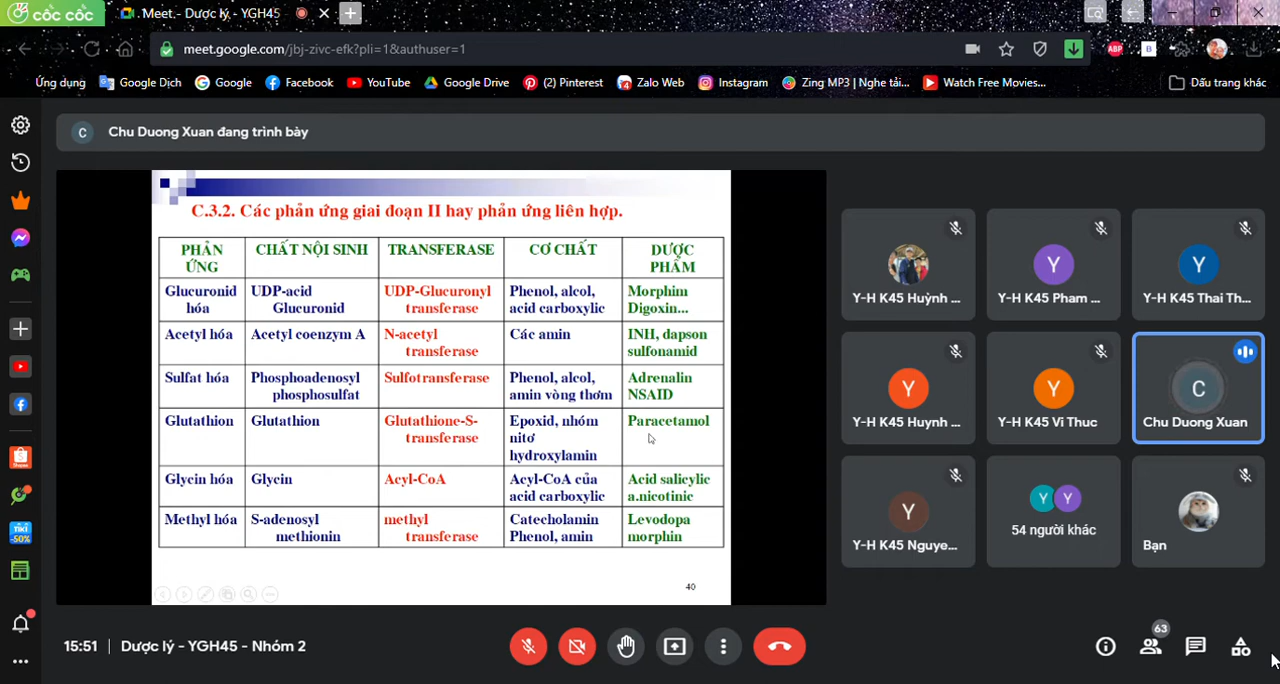 cốc cốc
Meet - Dược lý - YGH45
meet.google.com/jbj-zivc-efk?pli=1&authuser=1
ABP
B
Ứng dụng
Google Dịch
Google
Facebook
YouTube
Google Drive
(2) Pinterest
Zalo Web
Instagram
Zing MP3 | Nghe tải...
Watch Free Movies...
Dấu trang khác
C
Chu Duong Xuan đang trình bày
C.3.2. Các phản ứng giai đoạn II hay phản ứng liên hợp.
PHẢN
ỨNG
CHẤT NỘI SINH
TRANSFERASE
CƠ CHẤT
DƯỢC
PHẨM
Glucuronid
hóa
UDP-acid
Glucuronid
UDP-Glucuronyl
transferase
Phenol, alcol,
acid carboxylic
Morphim
Digoxin...
Acetyl hóa
Acetyl coenzym A
N-acetyl
transferase
Các amin
INH, dapson
sulfonamid
Sulfat hóa
Phosphoadenosyl
phosphosulfat
Sulfotransferase
Phenol, alcol,
amin vòng thơm
Adrenalin
NSAID
Glutathion
Glutathion
Glutathione-S-
transferase
Epoxid, nhóm
nitơ
hydroxylamin
Paracetamol
Glycin hóa
Glycin
Acyl-CoA
Acyl-CoA của
acid carboxylic
Acid salicylic
a.nicotinic
Methyl hóa
S-adenosyl
methionin
methyl
transferase
Catecholamin
Phenol, amin
Levodopa
morphin
40
Y-H K45 Huỳnh ...
Y
Y-H K45 Pham ...
Y
Y-H K45 Thai Th...
Y
Y-H K45 Huynh ...
Y
Y-H K45 Vi Thuc
C
Chu Duong Xuan
Y
Y-H K45 Nguye...
Y Y
54 người khác
Bạn
Shopee
TIKI
-50%
15:51
Dược lý - YGH45 - Nhóm 2
63